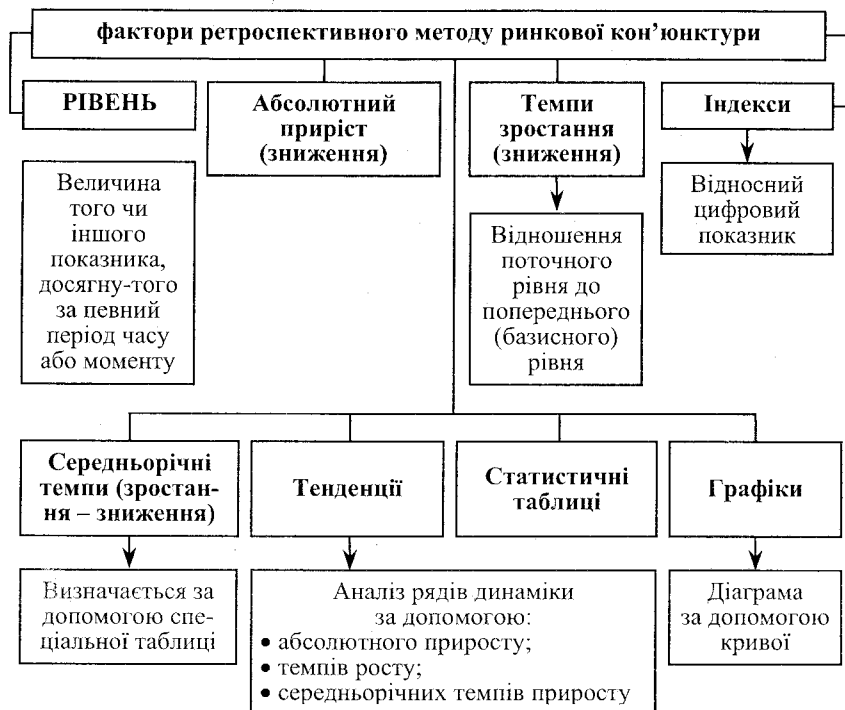 фактори ретроспективного методу ринкової кон’юнктури
РІВЕНЬ
Абсолютний
приріст
(зниження)
Темпи
зростання
(зниження)
Індекси
Величина
того чи
іншого
показника,
досягну-того
за певний
період часу
або моменту
Відношення
поточного
рівня до
попереднього
(базисного)
рівня
Відносний
цифровий
показник
Середньорічні
темпи (зростан-
ня – зниження)
Тенденції
Статистичні
таблиці
Графіки
Визначається за
допомогою спе-
ціальної таблиці
Аналіз рядів динаміки
за допомогою:
• абсолютного приросту;
• темпів росту;
• середньорічних темпів приросту
Діаграма
за допомогою
кривої